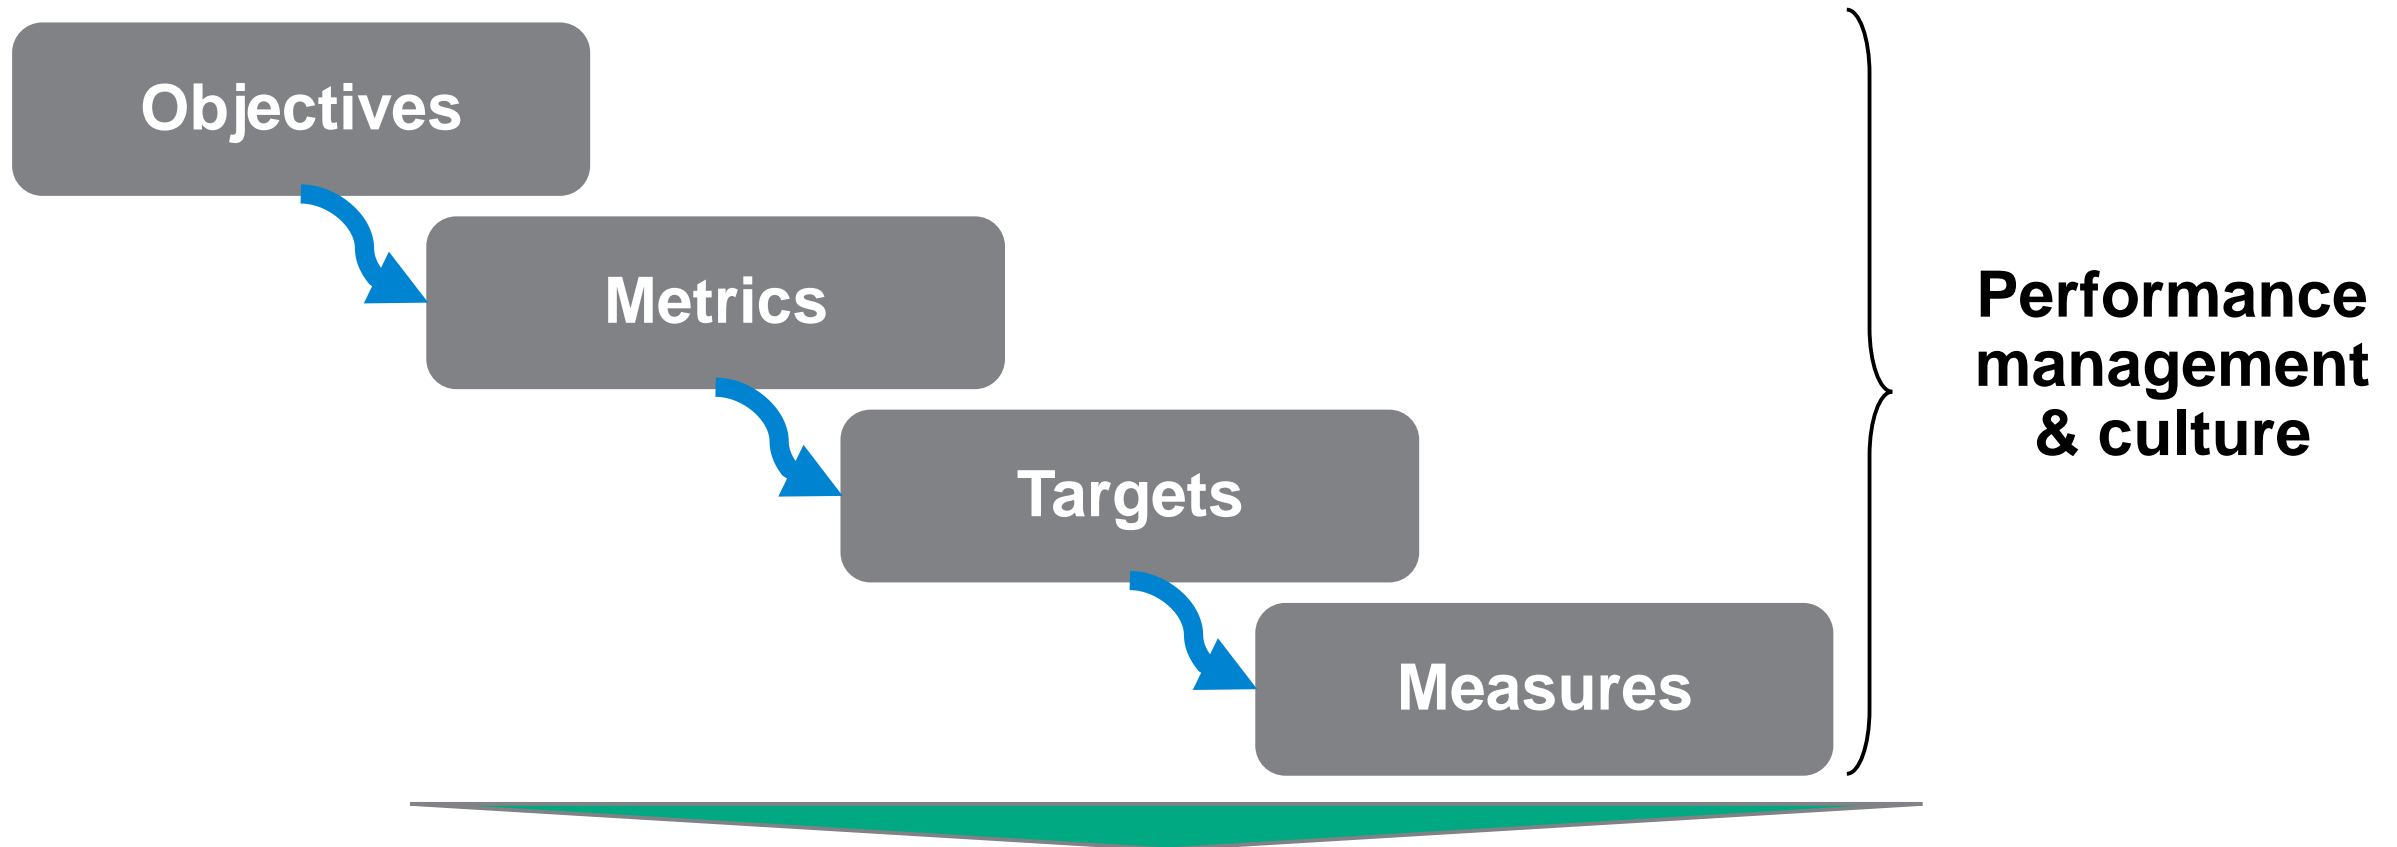 Objectives
Metrics
Targets
Measures
Performance
management
& culture